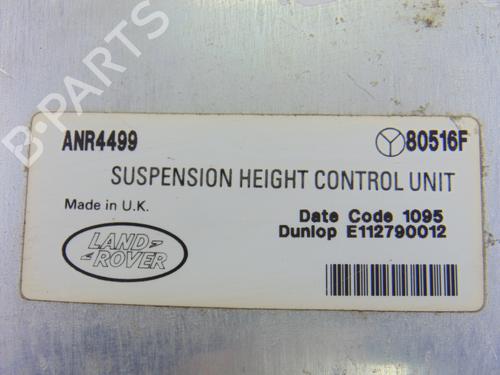 ANR4499 80516F
SUSPENSION HEIGHT CONTROL UNIT
Made in U.K.
Date Code 1095
Dunlop E112790012
LAND
ROVER
B-PARTS